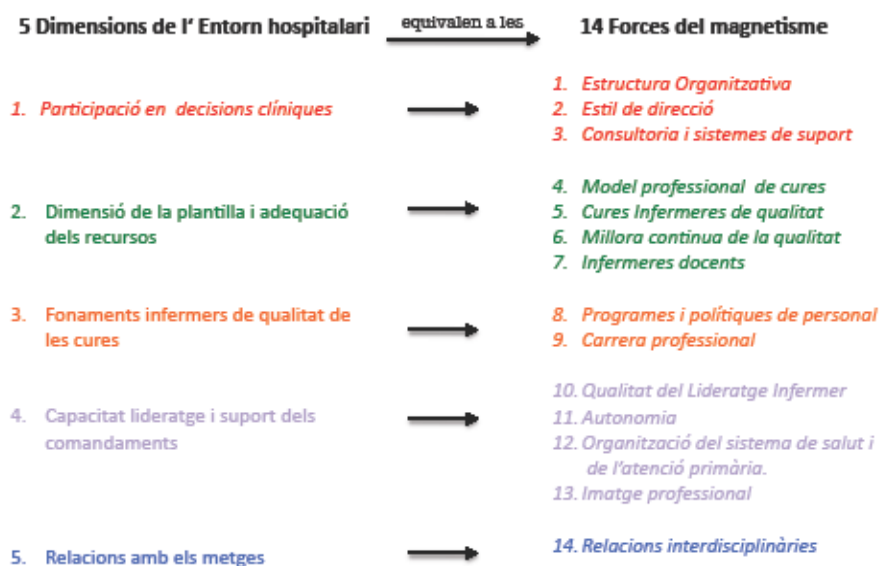 5 Dimensions de l' Entorn hospitalari equivalen a les 14 Forces del magnetisme
1. Participació en decisions clíniques
1. Estructura Organitzativa
2. Estil de direcció
3. Consultoria i sistemes de suport
2. Dimensió de la plantilla i adequació
dels recursos
4. Model professional de cures
5. Cures Infermeres de qualitat
6. Millora continua de la qualitat
7. Infermeres docents
3. Fonaments infermers de qualitat de
les cures
8. Programes i polítiques de personal
9. Carrera professional
4. Capacitat lideratge i suport dels
comandaments
10. Qualitat del Lideratge Infermer
11. Autonomia
12. Organització del sistema de salut i
de l'atenció primària.
13. Imatge professional
5. Relacions amb els metges
14. Relacions interdisciplinàries